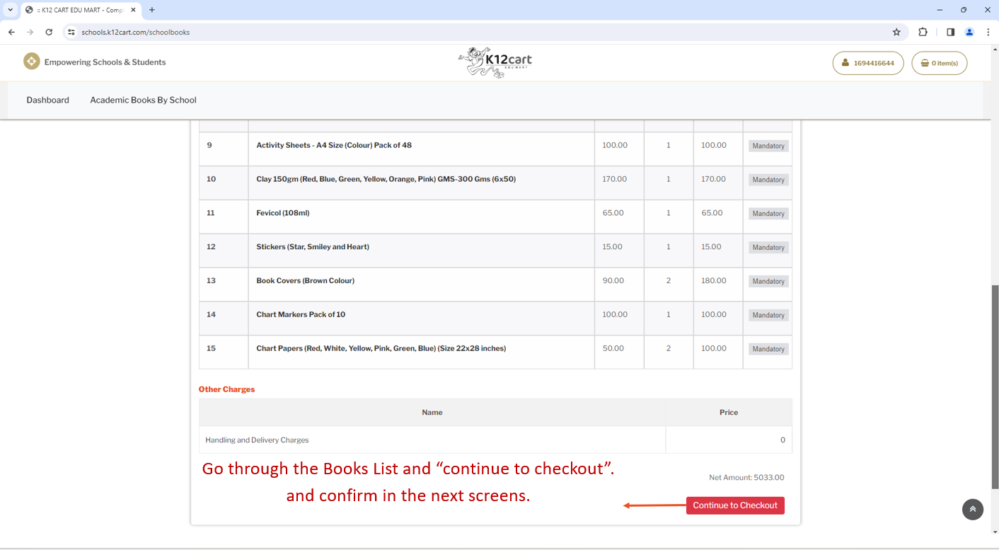 :: K12 CART EDU MART - Comp
schools.k12cart.com/schoolbooks
Empowering Schools & Students
K12cart
EDU MART
1694416644
0 item(s)
Dashboard Academic Books By School
9 Activity Sheets - A4 Size (Colour) Pack of 48 100.00 1 100.00 Mandatory
10 Clay 150gm (Red, Blue, Green, Yellow, Orange, Pink) GMS-300 Gms (6x50) 170.00 1 170.00 Mandatory
11 Fevicol (108ml) 65.00 1 65.00 Mandatory
12 Stickers (Star, Smiley and Heart) 15.00 1 15.00 Mandatory
13 Book Covers (Brown Colour) 90.00 2 180.00 Mandatory
14 Chart Markers Pack of 10 100.00 1 100.00 Mandatory
15 Chart Papers (Red, White, Yellow, Pink, Green, Blue) (Size 22x28 inches) 50.00 2 100.00 Mandatory
Other Charges
Name Price
Handling and Delivery Charges 0
Go through the Books List and “continue to checkout”.
and confirm in the next screens.
Net Amount: 5033.00
Continue to Checkout